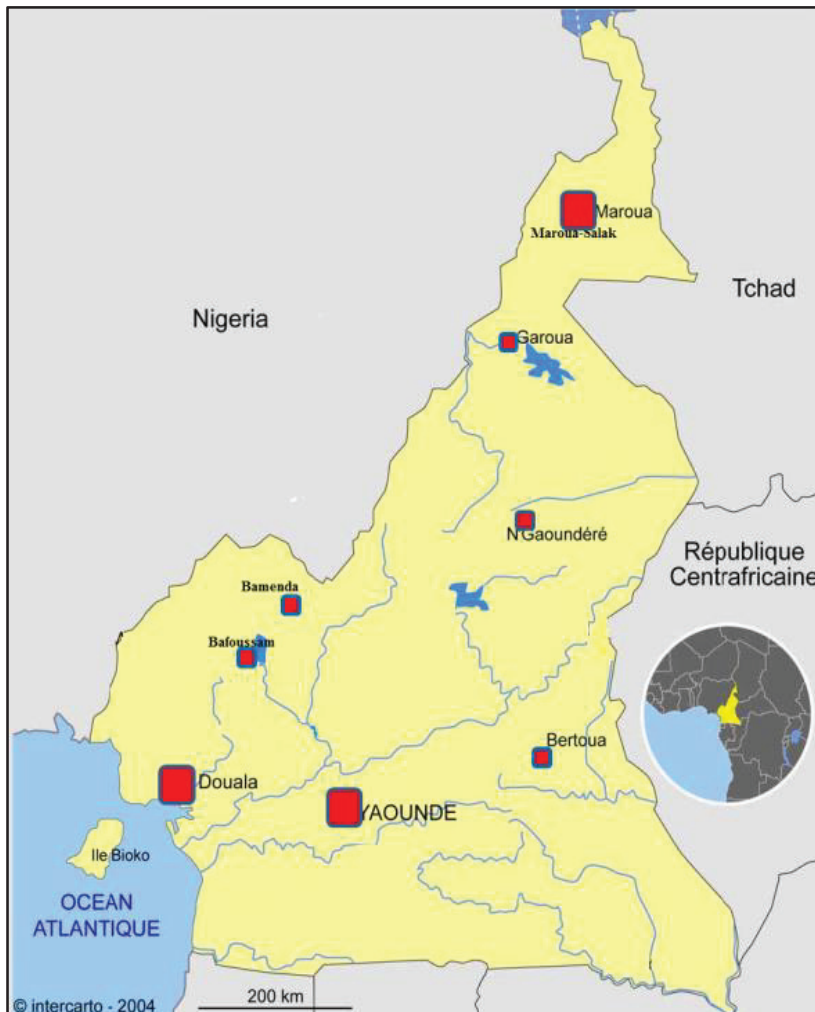 Maroua
Maroua-Salak
Tchad
Nigeria
Garoua
N'Gaoundéré
République
Centrafricaine
Bamenda
Bafoussam
Bertoua
Douala
YAOUNDE
Ile Bioko
OCEAN
ATLANTIQUE
200 km
© intercarto - 2004